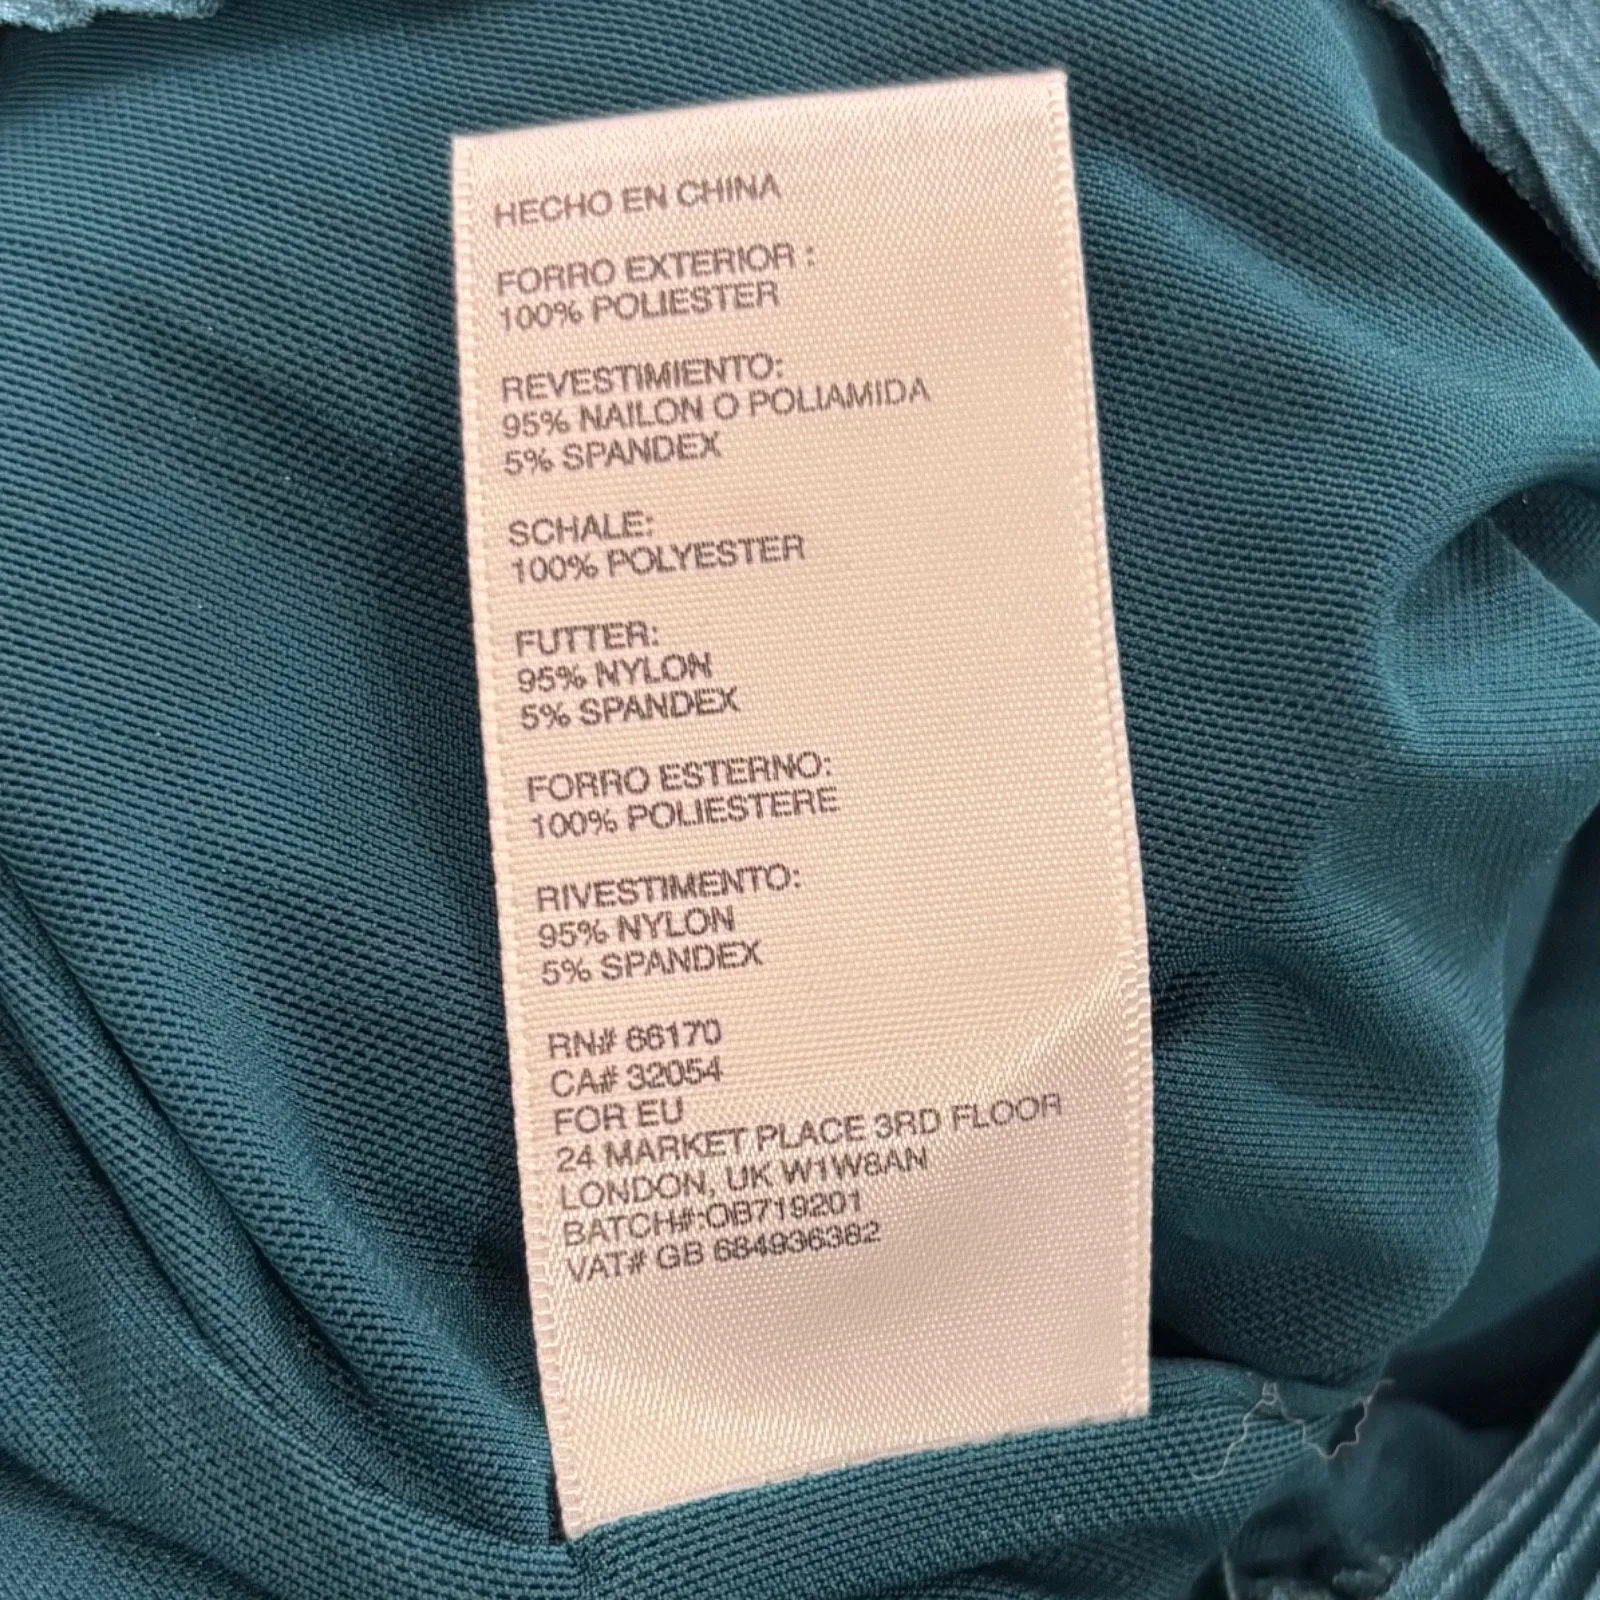 HECHO EN CHINA
FORRO EXTERIOR :
100% POLIESTER
REVESTIMIENTO:
95% NAILON O POLIAMIDA
5% SPANDEX
SCHALE:
100% POLYESTER
FUTTER:
95% NYLON
5% SPANDEX
FORRO ESTERNO:
100% POLIESTERE
RIVESTIMENTO:
95% NYLON
5% SPANDEX
RN# 66170
CA# 32054
FOR EU
24 MARKET PLACE 3RD FLOOR
LONDON, UK W1W8AN
BATCH#:OB719201
VAT# GB 684936382